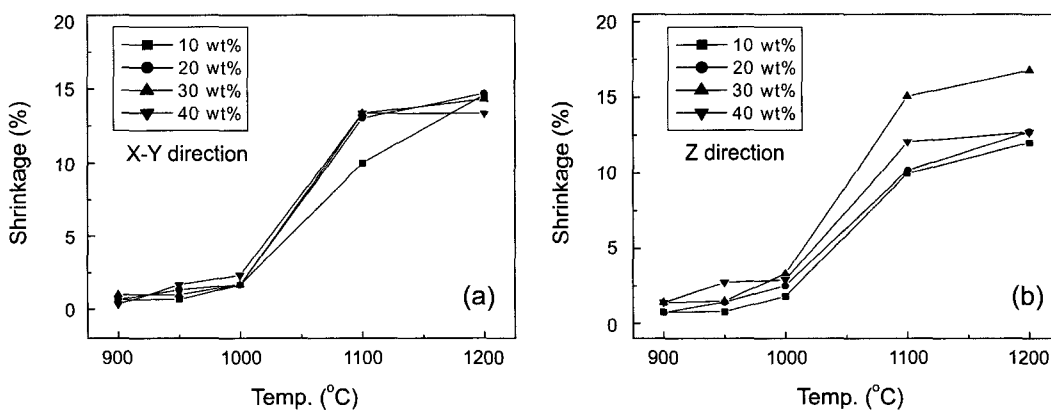 20
15
10
5
0
Shrinkage (%)
10 wt%
20 wt%
30 wt%
40 wt%
X-Y direction
(a)
900
1000
1100
1200
Temp. (°C)
20
15
10
5
0
Shrinkage (%)
10 wt%
20 wt%
30 wt%
40 wt%
Z direction
(b)
900
1000
1100
1200
Temp. (°C)